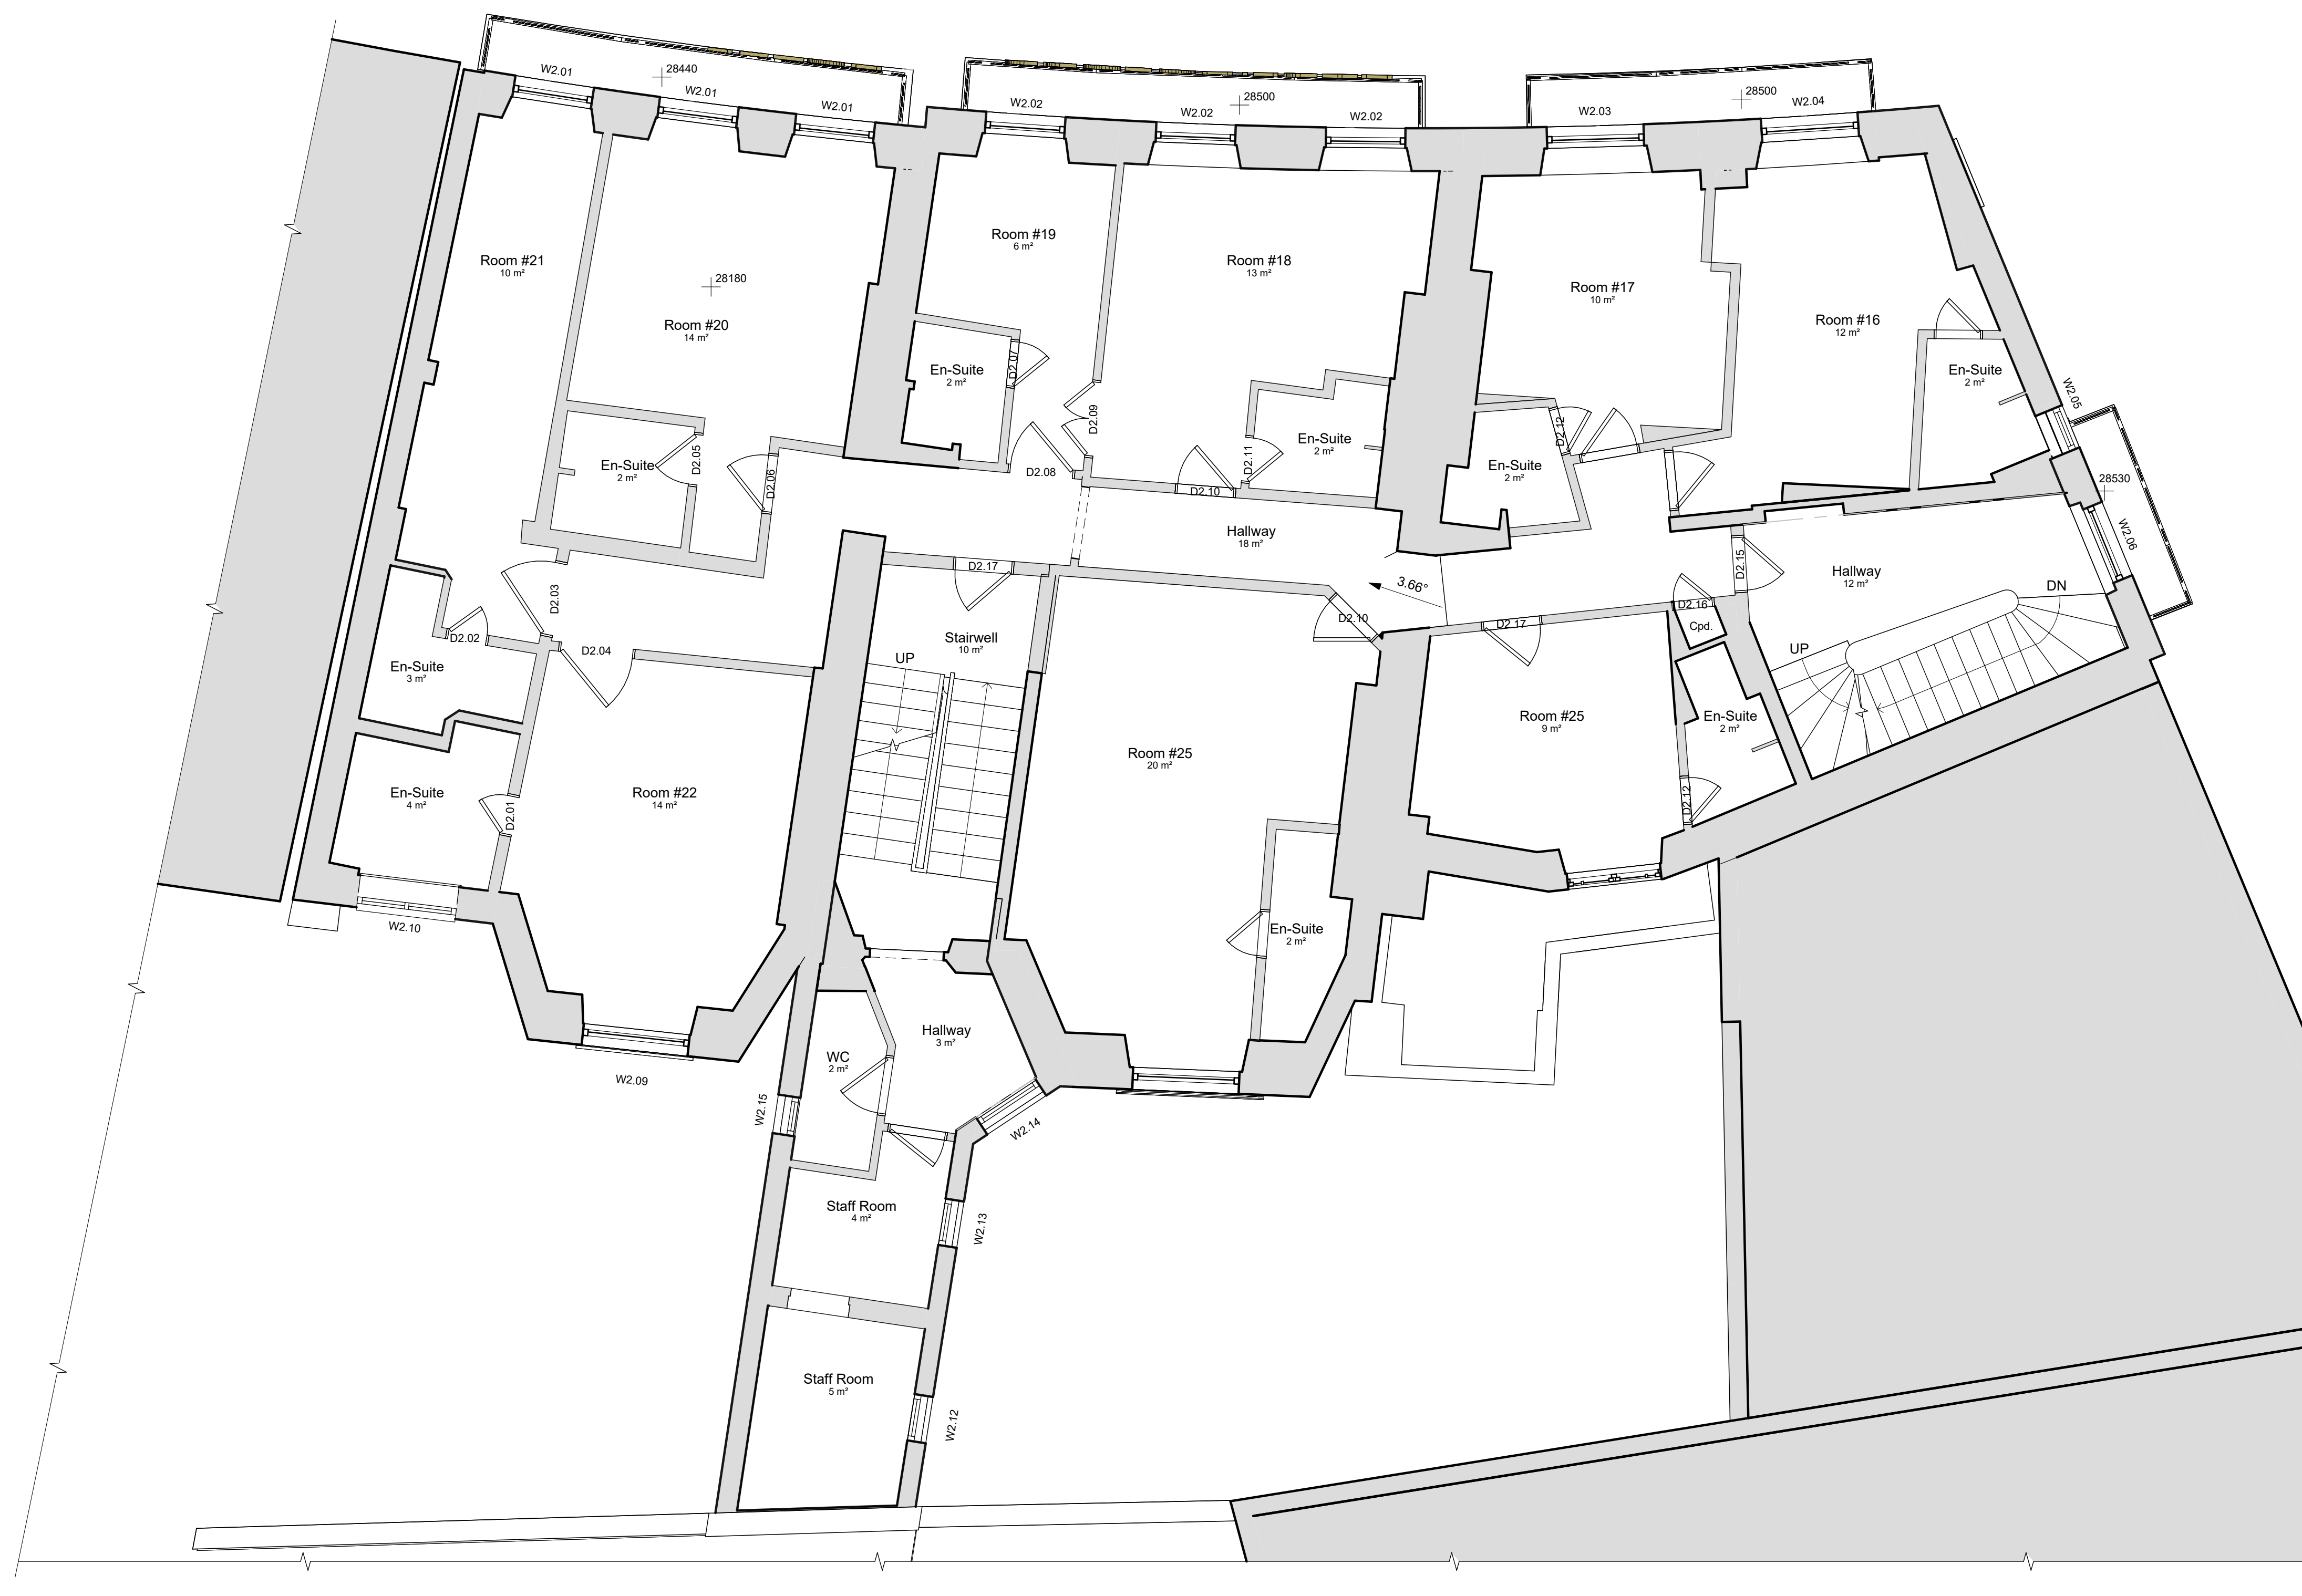 W2.01
28440
W2.01
W2.01
W2.02
28500
W2.02
W2.02
W2.03
28500
W2.04
Room #21
10 m²
28180
Room #20
14 m²
Room #19
6 m²
Room #18
13 m²
Room #17
10 m²
Room #16
12 m²
En-Suite
2 m²
D2.07
En-Suite
2 m²
W2.05
D2.09
D2.12
En-Suite
2 m²
D2.11
En-Suite
2 m²
D2.05
D2.06
D2.08
En-Suite
2 m²
D2.10
28530
W2.06
Hallway
18 m²
D2.17
D2.15
Hallway
12 m²
3.66°
DN
D2.03
D2.16
Cpd.
D2.10
D2.17
D2.02
D2.04
Stairwell
10 m²
UP
UP
En-Suite
3 m²
Room #25
20 m²
Room #25
9 m²
En-Suite
2 m²
En-Suite
4 m²
D2.01
Room #22
14 m²
D2.12
W2.10
En-Suite
2 m²
Hallway
3 m²
WC
2 m²
W2.09
W2.15
W2.14
Staff Room
4 m²
W2.13
Staff Room
5 m²
W2.12